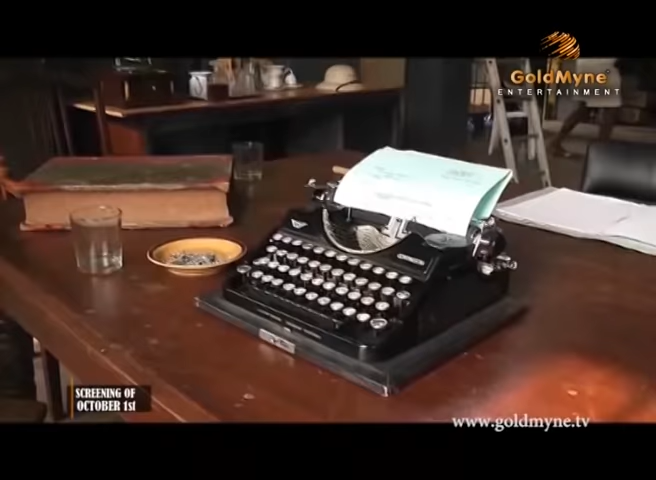 GoldMyne
ENTERTAINMENT
SCREENING OF
OCTOBER 1st
www.goldmyne.tv